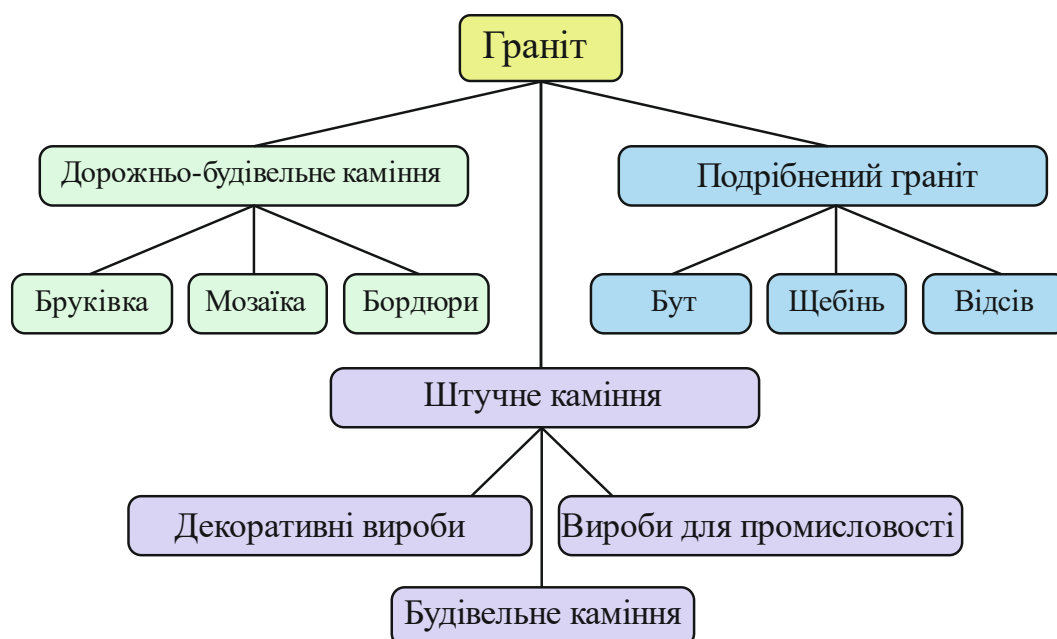 Граніт
Дорожньо-будівельне каміння
Подрібнений граніт
Бруківка
Мозаїка
Бордюри
Бут
Щебінь
Відсів
Штучне каміння
Декоративні вироби
Вироби для промисловості
Будівельне каміння